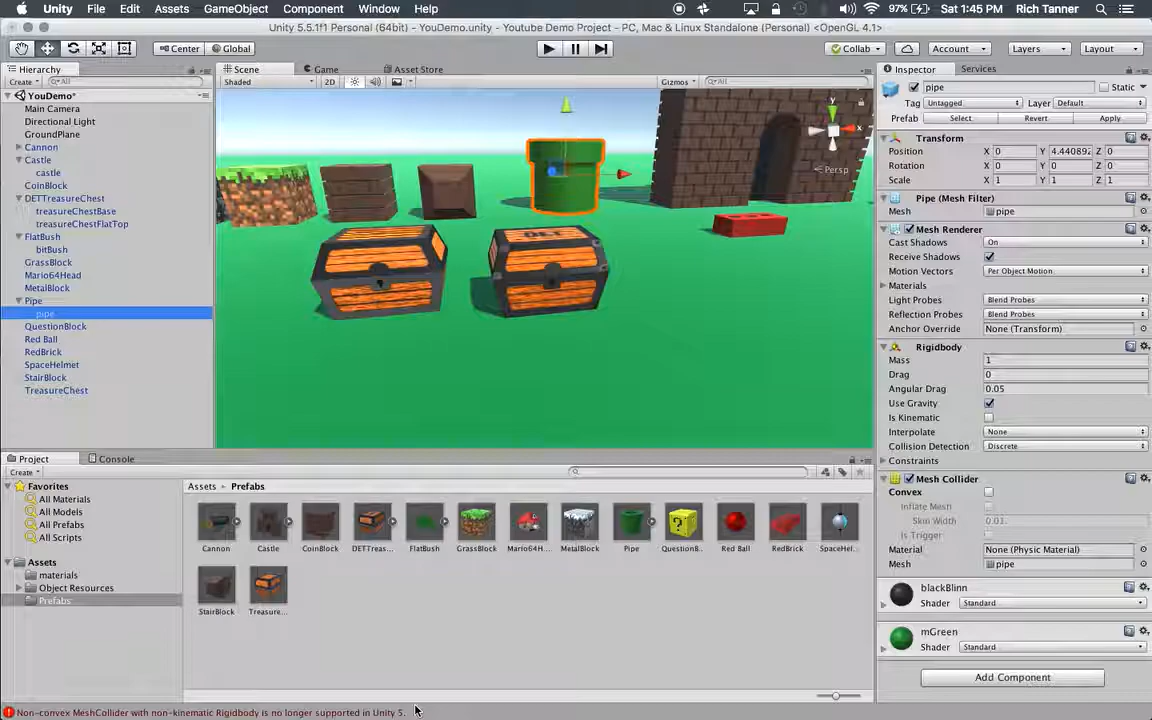 Unity File Edit Assets GameObject Component Window Help 97% Sat 1:45 PM Rich Tanner
Unity 5.5.1f1 Personal (64bit) - YouDemo.unity - Youtube Demo Project - PC, Mac & Linux Standalone (Personal) <OpenGL 4.1>
Center Global Collab Account Layers Layout
Hierarchy
Create All
YouDemo*
Main Camera
Directional Light
GroundPlane
Cannon
Castle
castle
CoinBlock
DETTreasureChest
treasureChestBase
treasureChestFlatTop
FlatBush
bitBush
GrassBlock
Mario64Head
MetalBlock
Pipe
pipe
QuestionBlock
Red Ball
RedBrick
SpaceHelmet
StairBlock
TreasureChest
Scene Game Asset Store
Shaded 2D Gizmos All
y
x
Persp
DET
Inspector Services
pipe Static
Tag Untagged Layer Default
Prefab Select Revert Apply
Transform
Position X 0 Y 4.440892 Z 0
Rotation X 0 Y 0 Z 0
Scale X 1 Y 1 Z 1
Pipe (Mesh Filter)
Mesh pipe
Mesh Renderer
Cast Shadows On
Receive Shadows
Motion Vectors Per Object Motion
Materials
Light Probes Blend Probes
Reflection Probes Blend Probes
Anchor Override None (Transform)
Rigidbody
Mass 1
Drag 0
Angular Drag 0.05
Use Gravity
Is Kinematic
Interpolate None
Collision Detection Discrete
Constraints
Mesh Collider
Convex
Inflate Mesh
Skin Width 0.01
Is Trigger
Material None (Physic Material)
Mesh pipe
blackBlinn
Shader Standard
mGreen
Shader Standard
Add Component
Project Console
Create
Favorites
All Materials
All Models
All Prefabs
All Scripts
Assets
materials
Object Resources
Prefabs
Assets Prefabs
Cannon Castle CoinBlock DETTreas... FlatBush GrassBlock Mario64H... MetalBlock Pipe QuestionB... Red Ball RedBrick SpaceHel...
?
StairBlock Treasure...
Non-convex MeshCollider with non-kinematic Rigidbody is no longer supported in Unity 5.